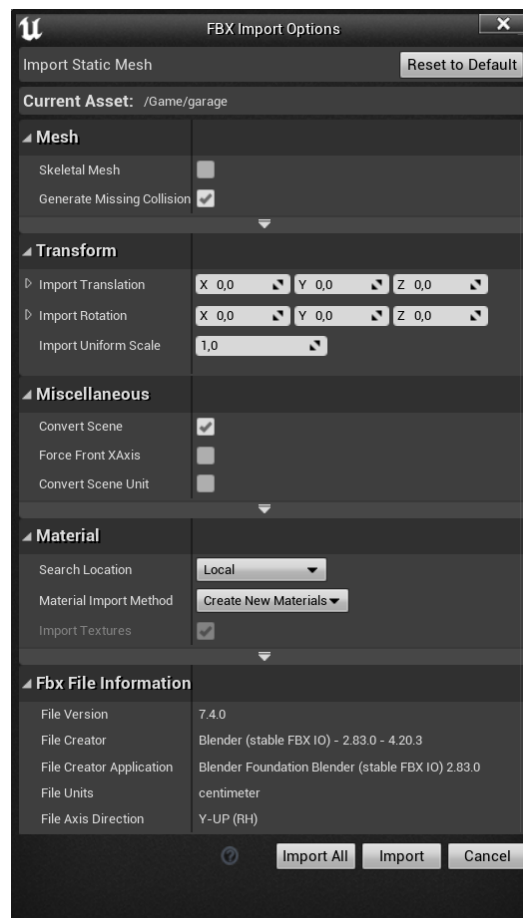 FBX Import Options
Import Static Mesh Reset to Default
Current Asset: /Game/garage
Mesh
Skeletal Mesh
Generate Missing Collision
Transform
Import Translation X 0,0 Y 0,0 Z 0,0
Import Rotation X 0,0 Y 0,0 Z 0,0
Import Uniform Scale 1,0
Miscellaneous
Convert Scene
Force Front XAxis
Convert Scene Unit
Material
Search Location Local
Material Import Method Create New Materials
Import Textures
Fbx File Information
File Version 7.4.0
File Creator Blender (stable FBX IO) - 2.83.0 - 4.20.3
File Creator Application Blender Foundation Blender (stable FBX IO) 2.83.0
File Units centimeter
File Axis Direction Y-UP (RH)
Import All Import Cancel